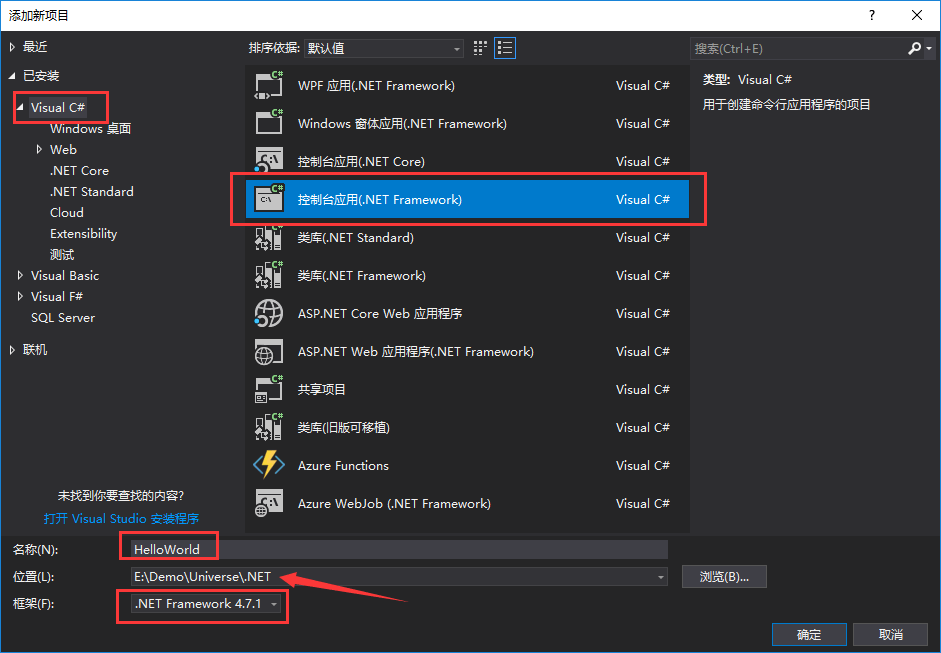 添加新项目
? ×
最近
已安装
Visual C#
Windows 桌面
Web
.NET Core
.NET Standard
Cloud
Extensibility
测试
Visual Basic
Visual F#
SQL Server
联机
未找到你要查找的内容?
打开 Visual Studio 安装程序
排序依据: 默认值
WPF 应用(.NET Framework) Visual C#
Windows 窗体应用(.NET Framework) Visual C#
控制台应用(.NET Core) Visual C#
控制台应用(.NET Framework) Visual C#
类库(.NET Standard) Visual C#
类库(.NET Framework) Visual C#
ASP.NET Core Web 应用程序 Visual C#
ASP.NET Web 应用程序(.NET Framework) Visual C#
共享项目 Visual C#
类库(旧版可移植) Visual C#
Azure Functions Visual C#
Azure WebJob (.NET Framework) Visual C#
搜索(Ctrl+E)
类型: Visual C#
用于创建命令行应用程序的项目
名称(N): HelloWorld
位置(L): E:\Demo\Universe\.NET 浏览(B)...
框架(F): .NET Framework 4.7.1
确定 取消